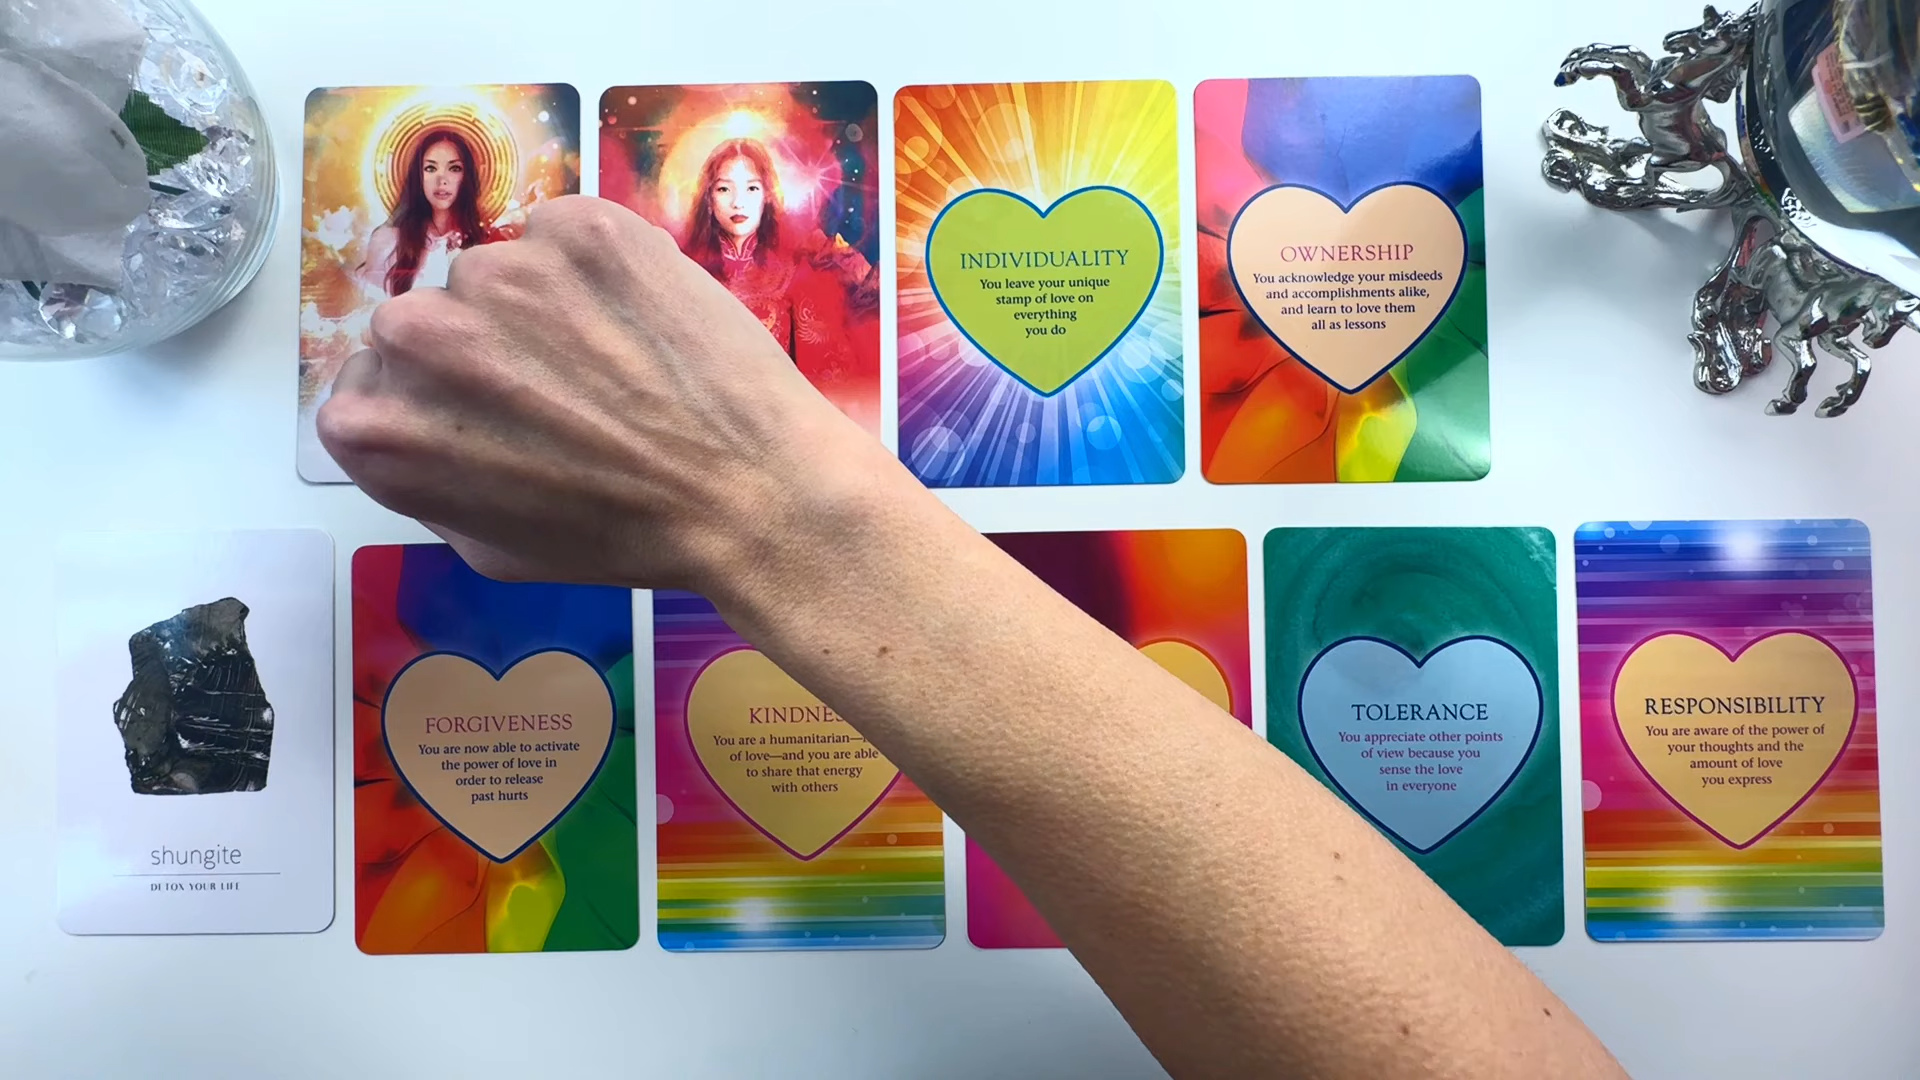 INDIVIDUALITY
You leave your unique
stamp of love on
everything
you do
OWNERSHIP
You acknowledge your misdeeds
and accomplishments alike,
and learn to love them
all as lessons
shungite
DETOX YOUR LIFE
FORGIVENESS
You are now able to activate
the power of love in
order to release
past hurts
KINDNES
You are a humanitarian—
of love—and you are able
to share that energy
with others
TOLERANCE
You appreciate other points
of view because you
sense the love
in everyone
RESPONSIBILITY
You are aware of the power of
your thoughts and the
amount of love
you express